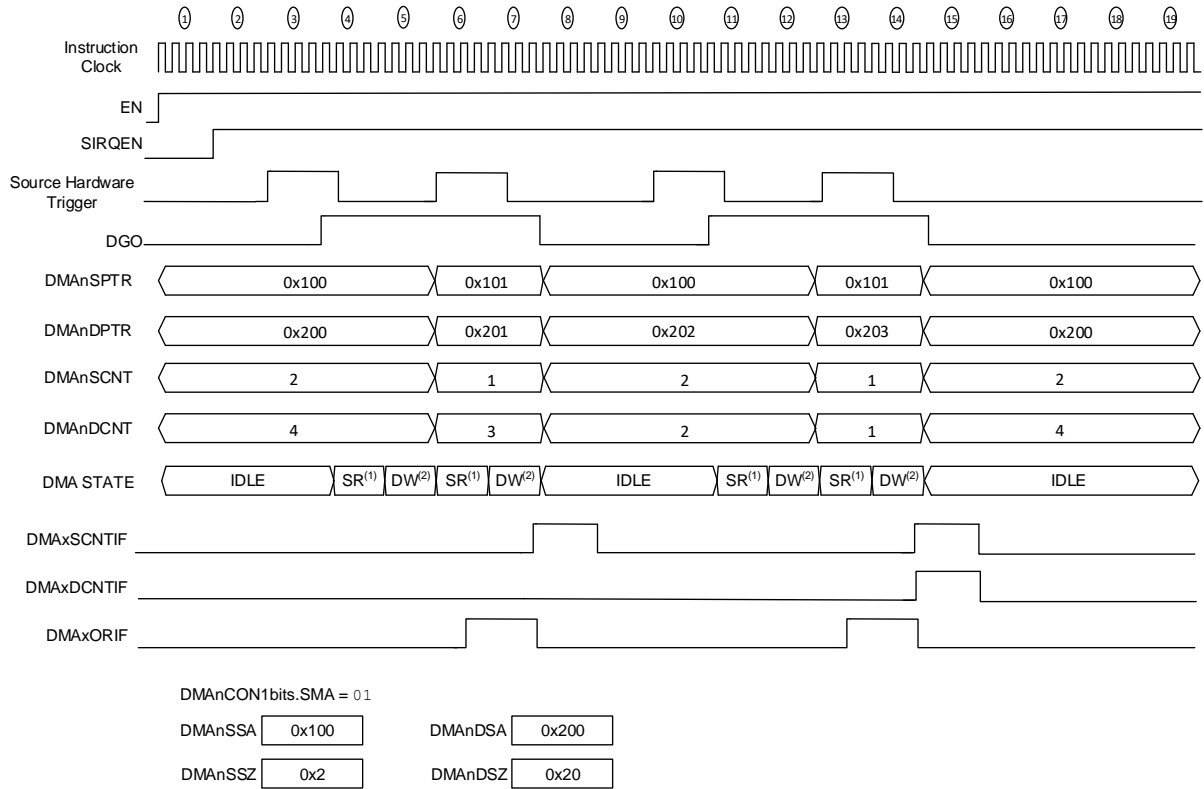 1 2 3 4 5 6 7 8 9 10 11 12 13 14 15 16 17 18 19
Instruction
Clock
EN
SIRQEN
Source Hardware
Trigger
DGO
DMAnSPTR 0x100 0x101 0x100 0x101 0x100
DMAnDPTR 0x200 0x201 0x202 0x203 0x200
DMAnSCNT 2 1 2 1 2
DMAnDCNT 4 3 2 1 4
DMA STATE IDLE SR(1) DW(2) SR(1) DW(2) IDLE SR(1) DW(2) SR(1) DW(2) IDLE
DMAxSCNTIF
DMAxDCNTIF
DMAxORIF
DMAnCON1bits.SMA = 01
DMAnSSA 0x100 DMAnDSA 0x200
DMAnSSZ 0x2 DMAnDSZ 0x20